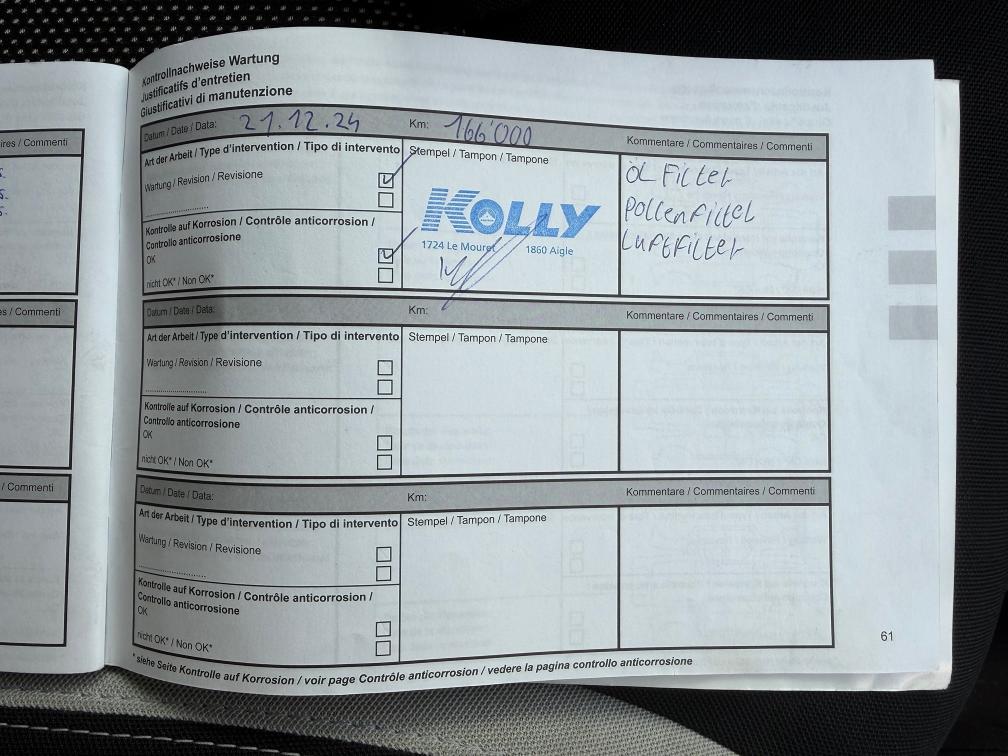 Kontrollnachweise Wartung
Justificatifs d'entretien
Giustificativi di manutenzione
Datum / Date / Data: 21.12.24 Km: 166'000 Kommentare / Commentaires / Commenti
Art der Arbeit / Type d'intervention / Tipo di intervento
Wartung / Revision / Revisione
Kontrolle auf Korrosion / Contrôle anticorrosion /
Controllo anticorrosione
OK
nicht OK* / Non OK*
Stempel / Tampon / Tampone
KOLLY
1724 Le Mouret 1860 Aigle
ÖL Filter
Pollenfilter
Luftfilter
Datum / Date / Data: Km: Kommentare / Commentaires / Commenti
Art der Arbeit / Type d'intervention / Tipo di intervento
Wartung / Revision / Revisione
Kontrolle auf Korrosion / Contrôle anticorrosion /
Controllo anticorrosione
OK
nicht OK* / Non OK*
Stempel / Tampon / Tampone
Datum / Date / Data: Km: Kommentare / Commentaires / Commenti
Art der Arbeit / Type d'intervention / Tipo di intervento
Wartung / Revision / Revisione
Kontrolle auf Korrosion / Contrôle anticorrosion /
Controllo anticorrosione
OK
nicht OK* / Non OK*
Stempel / Tampon / Tampone
* siehe Seite Kontrolle auf Korrosion / voir page Contrôle anticorrosion / vedere la pagina controllo anticorrosione
61
aires / Commenti
s / Commenti
/ Commenti